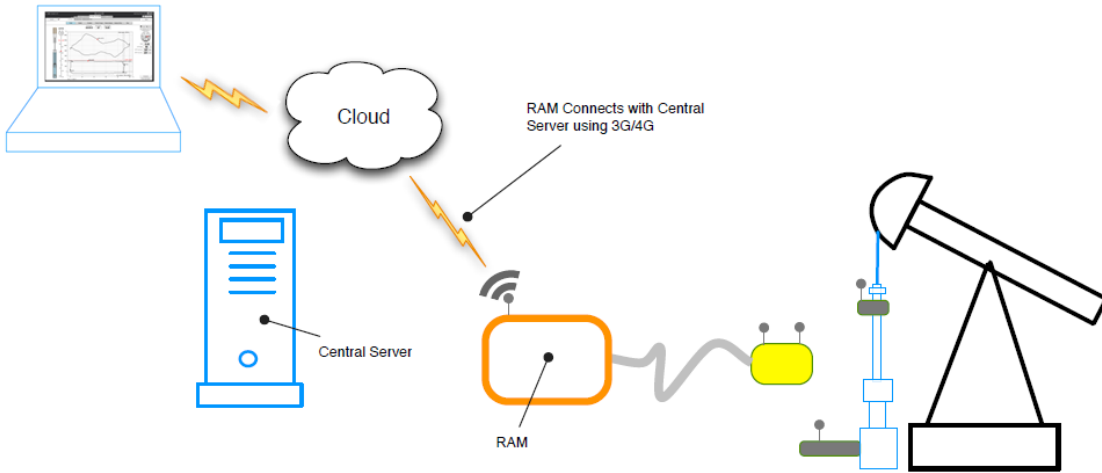 Cloud
RAM Connects with Central
Server using 3G/4G
Central Server
RAM